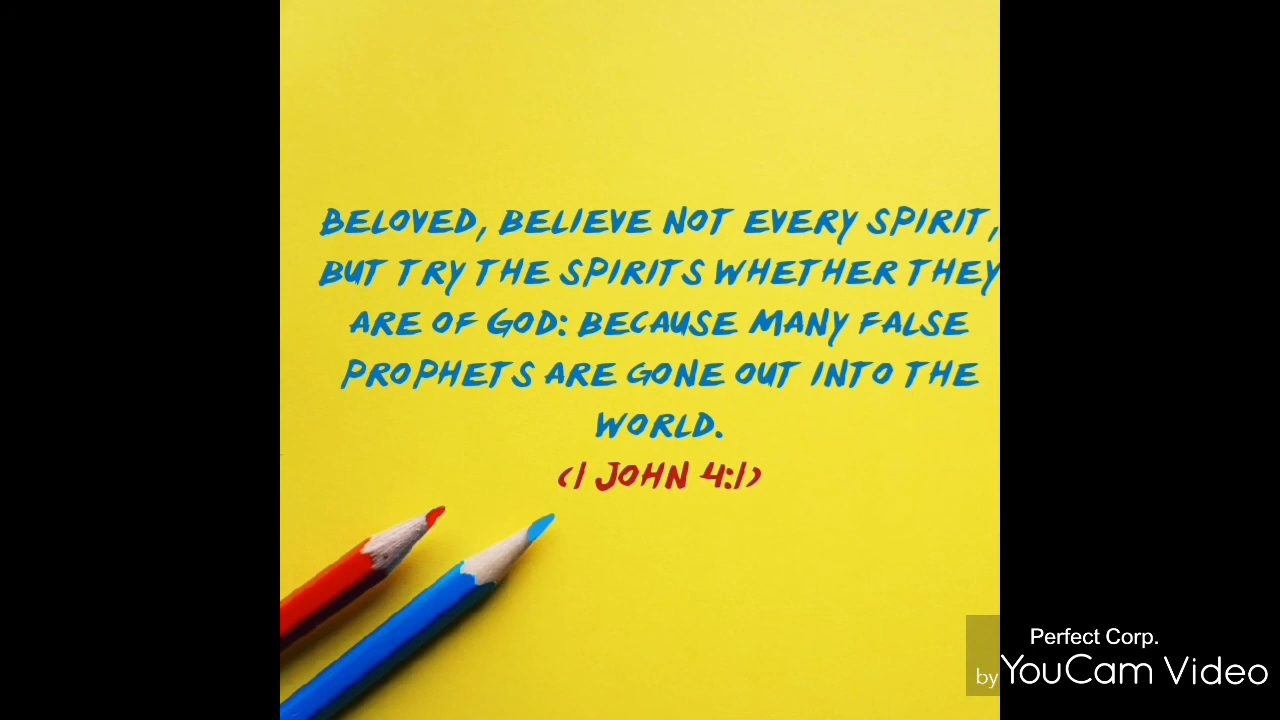 BELOVED, BELIEVE NOT EVERY SPIRIT,
BUT TRY THE SPIRITS WHETHER THEY
ARE OF GOD: BECAUSE MANY FALSE
PROPHETS ARE GONE OUT INTO THE
WORLD.
(1 JOHN 4:1)
Perfect Corp.
by YouCam Video